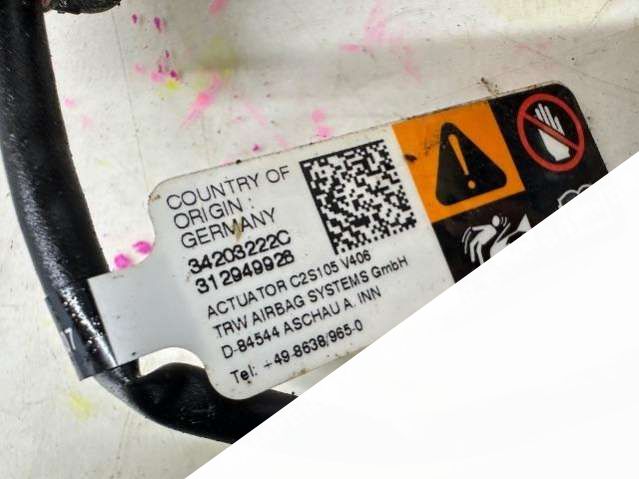 COUNTRY OF
ORIGIN :
GERMANY
34203222C
312949928
ACTUATOR C2S105 V406
TRW AIRBAG SYSTEMS GmbH
D-84544 ASCHAU A. INN
Tel: +49-8638/965-0
7